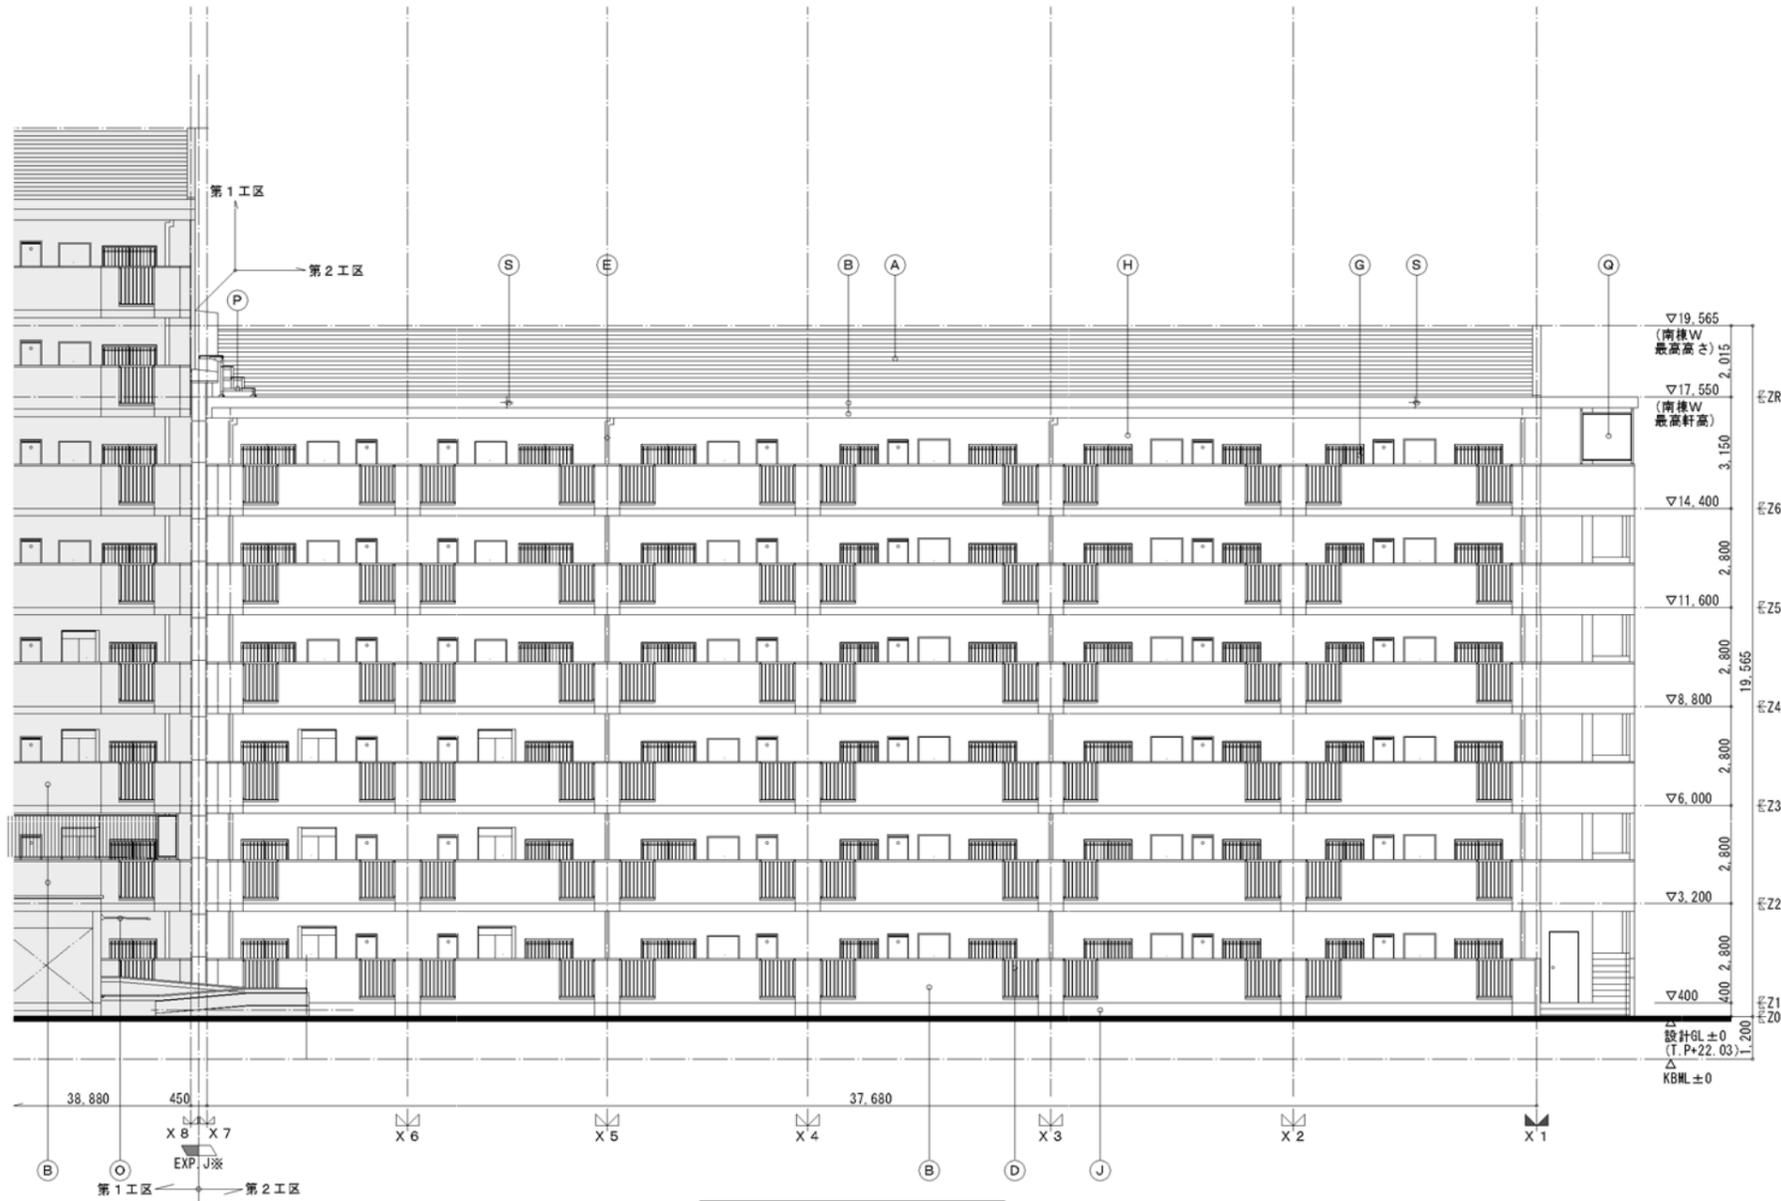 第1工区
第2工区
P
S
E
B
A
H
G
S
Q
▽19,565
(南棟W
最高高さ)
2,015
▽17,550
(南棟W
最高軒高)
ZR
3,150
▽14,400
Z6
2,800
▽11,600
Z5
2,800
19,565
▽8,800
Z4
2,800
▽6,000
Z3
2,800
▽3,200
Z2
2,800
▽400
400
Z1
Z0
設計GL±0
(T.P+22.03)
1,200
KBML±0
38,880
450
37,680
X8
X7
X6
X5
X4
X3
X2
X1
EXP.J※
B
O
B
D
J
第1工区
第2工区